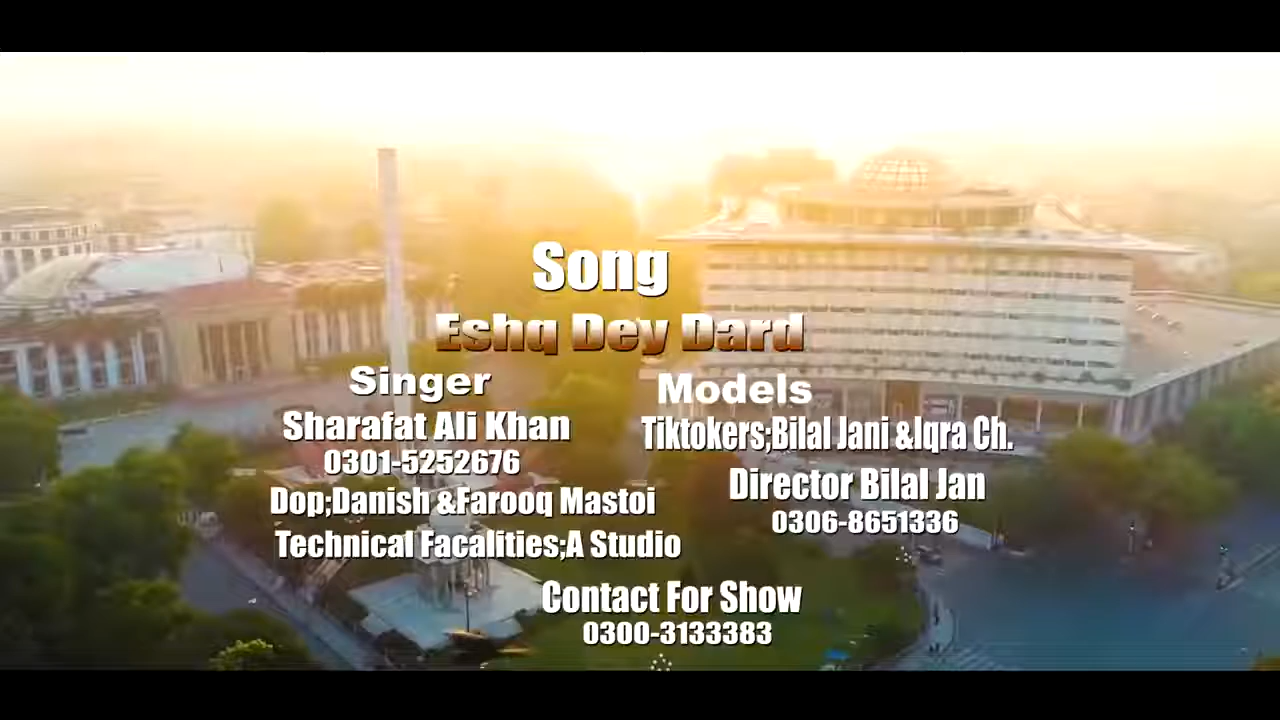 Song
Eshq Dey Dard
Singer
Sharafat Ali Khan
0301-5252676
Dop;Danish &Farooq Mastoi
Technical Facalities;A Studio
Models
Tiktokers;Bilal Jani &Iqra Ch.
Director Bilal Jan
0306-8651336
Contact For Show
0300-3133383